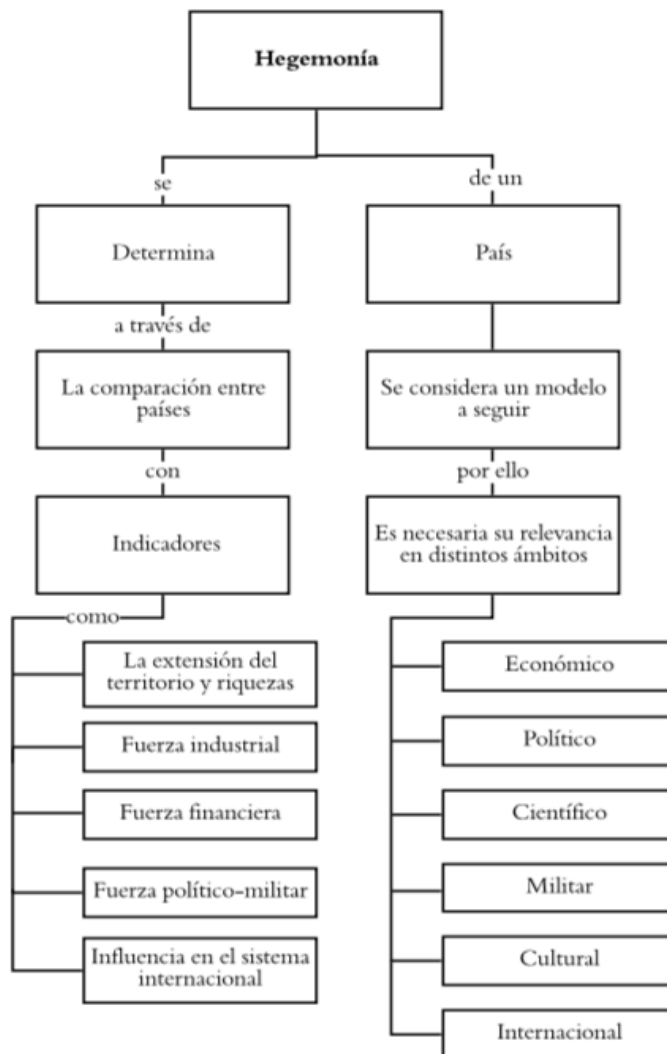 Hegemonía
se
de un
Determina
País
a través de
La comparación entre
países
Se considera un modelo
a seguir
con
por ello
Indicadores
Es necesaria su relevancia
en distintos ámbitos
como
La extensión del
territorio y riquezas
Fuerza industrial
Fuerza financiera
Fuerza político-militar
Influencia en el sistema
internacional
Económico
Político
Científico
Militar
Cultural
Internacional